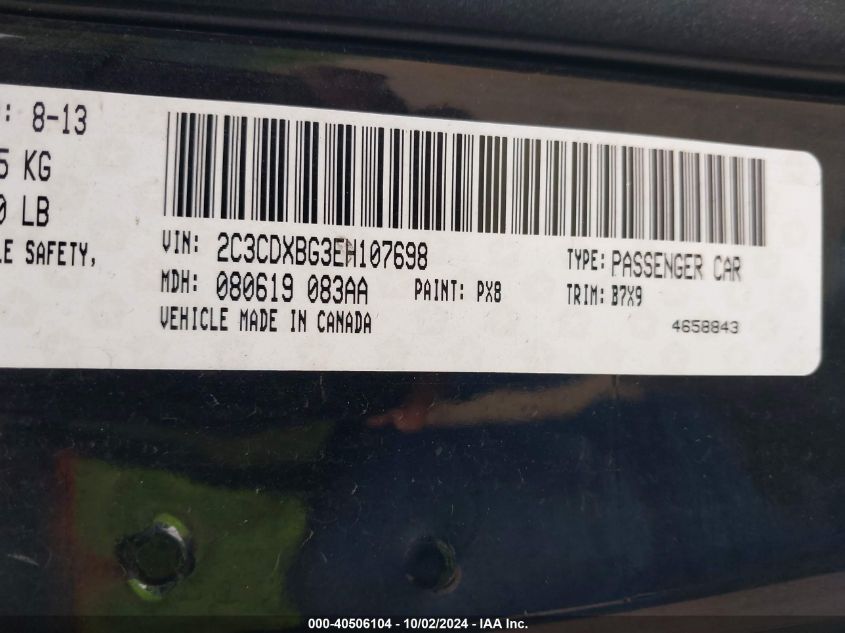 : 8-13
5 KG
0 LB
LE SAFETY,
VIN: 2C3CDXBG3EH107698
TYPE: PASSENGER CAR
MDH: 080619 083AA
PAINT: PX8
TRIM: B7X9
VEHICLE MADE IN CANADA
4658843
000-40506104 - 10/02/2024 - IAA Inc.